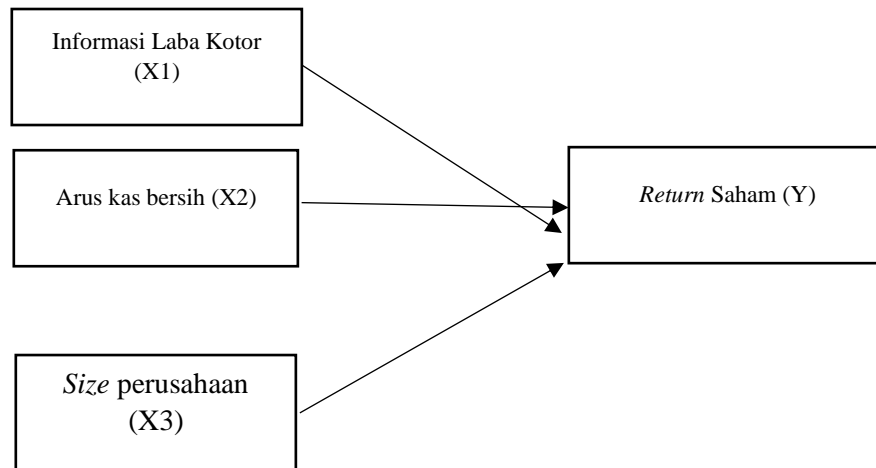 Informasi Laba Kotor
(X1)
Arus kas bersih (X2)
Return Saham (Y)
Size perusahaan
(X3)